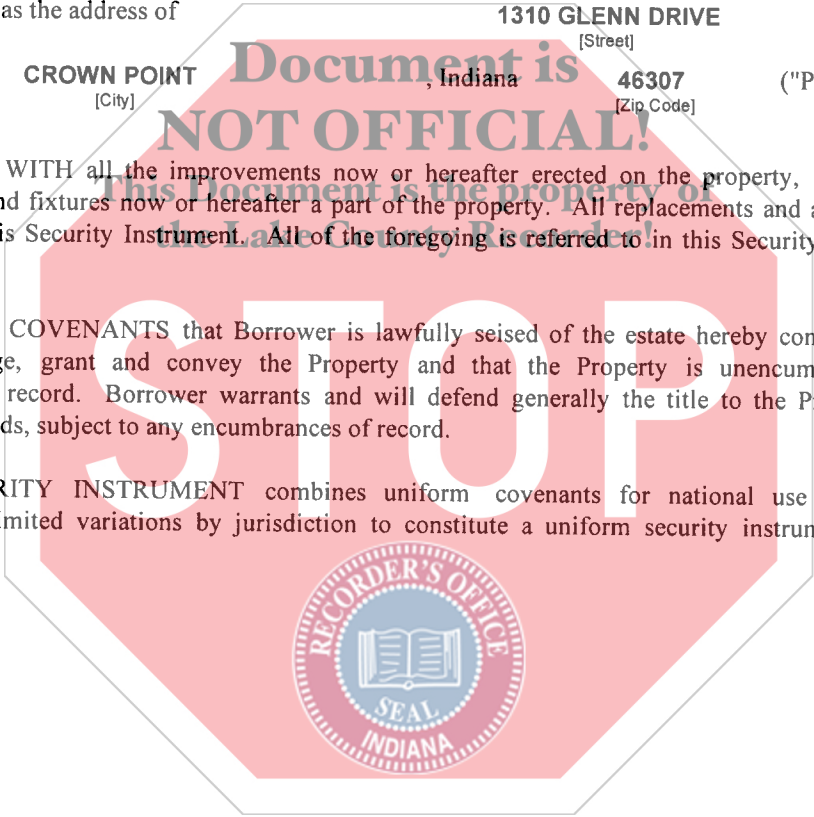 as the address of 1310 GLENN DRIVE
[Street]
Document is
CROWN POINT , Indiana 46307 ("P
[City] [Zip Code]
NOT OFFICIAL!
WITH all the improvements now or hereafter erected on the property,
This Document is the property of
nd fixtures now or hereafter a part of the property. All replacements and a
the Lake County Recorder!
is Security Instrument. All of the foregoing is referred to in this Security
COVENANTS that Borrower is lawfully seised of the estate hereby con
ge, grant and convey the Property and that the Property is unencum
record. Borrower warrants and will defend generally the title to the P
ds, subject to any encumbrances of record.
STOP
RITY INSTRUMENT combines uniform covenants for national use
imited variations by jurisdiction to constitute a uniform security instrum
RECORDER'S OFFICE
SEAL
INDIANA